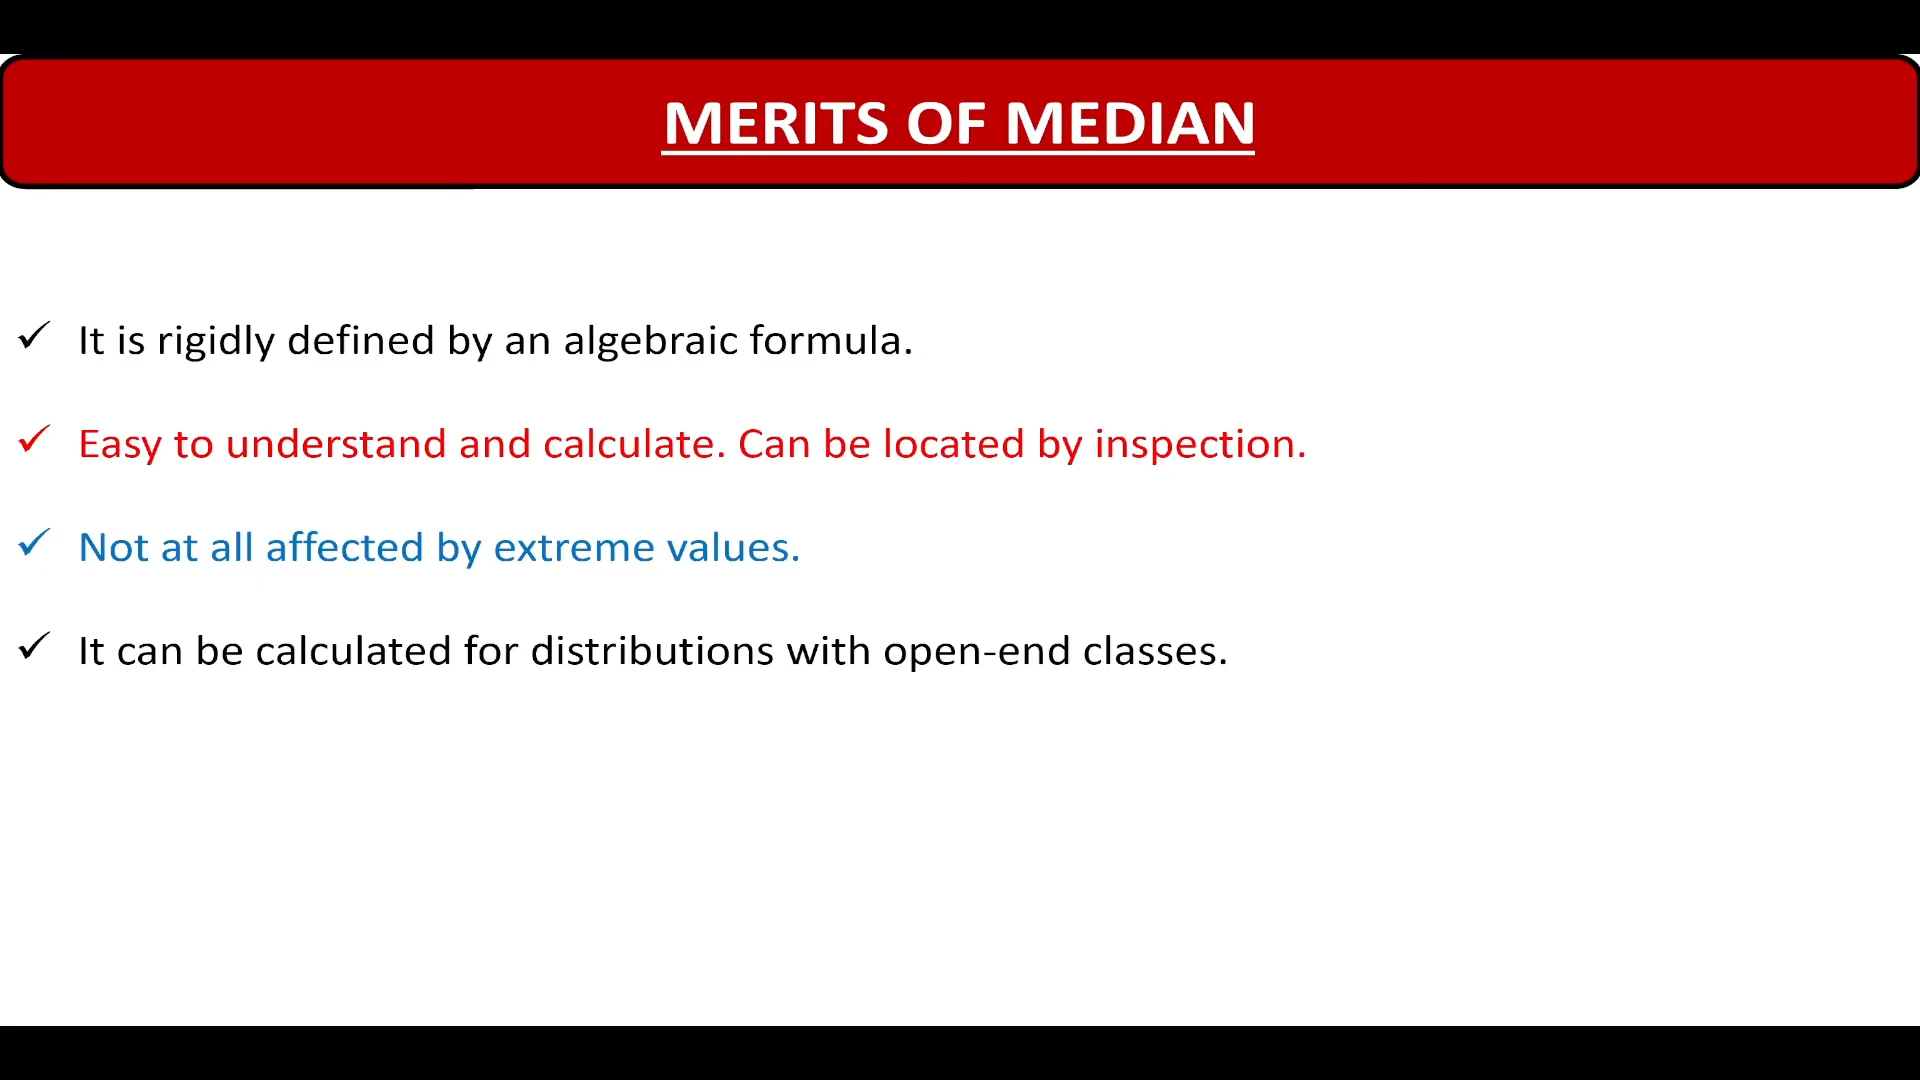 MERITS OF MEDIAN
✓ It is rigidly defined by an algebraic formula.
✓ Easy to understand and calculate. Can be located by inspection.
✓ Not at all affected by extreme values.
✓ It can be calculated for distributions with open-end classes.